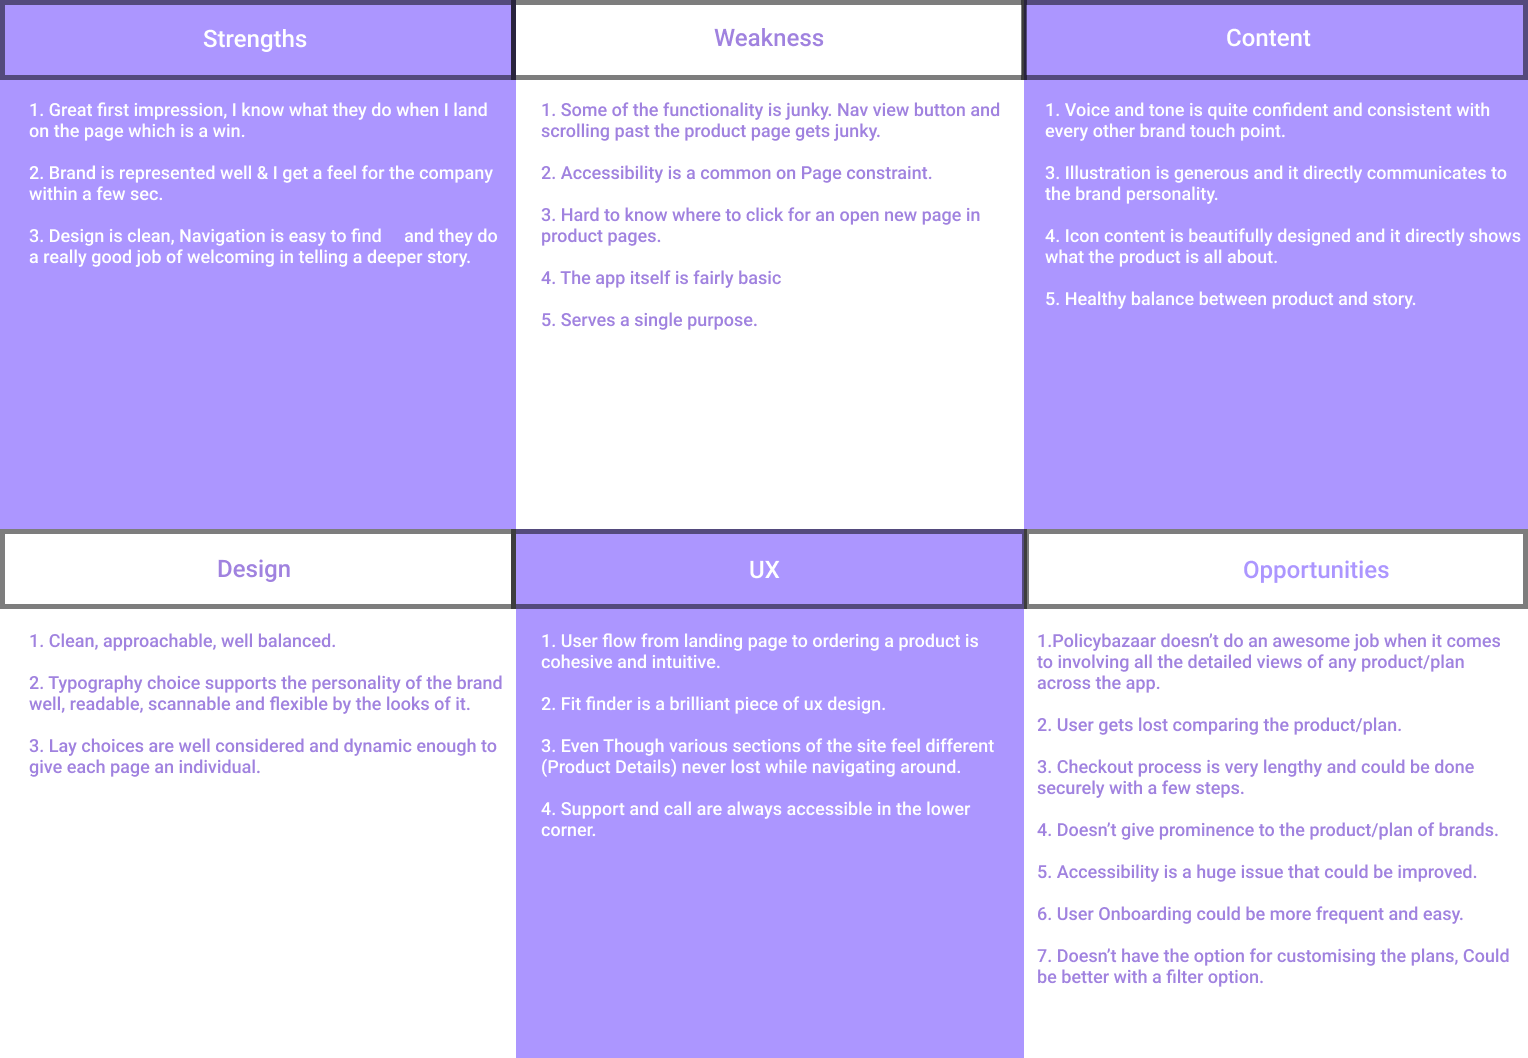 Strengths
1. Great first impression, I know what they do when I land
on the page which is a win.
2. Brand is represented well & I get a feel for the company
within a few sec.
3. Design is clean, Navigation is easy to find and they do
a really good job of welcoming in telling a deeper story.
Weakness
1. Some of the functionality is junky. Nav view button and
scrolling past the product page gets junky.
2. Accessibility is a common on Page constraint.
3. Hard to know where to click for an open new page in
product pages.
4. The app itself is fairly basic
5. Serves a single purpose.
Content
1. Voice and tone is quite confident and consistent with
every other brand touch point.
3. Illustration is generous and it directly communicates to
the brand personality.
4. Icon content is beautifully designed and it directly shows
what the product is all about.
5. Healthy balance between product and story.
Design
1. Clean, approachable, well balanced.
2. Typography choice supports the personality of the brand
well, readable, scannable and flexible by the looks of it.
3. Lay choices are well considered and dynamic enough to
give each page an individual.
UX
1. User flow from landing page to ordering a product is
cohesive and intuitive.
2. Fit finder is a brilliant piece of ux design.
3. Even Though various sections of the site feel different
(Product Details) never lost while navigating around.
4. Support and call are always accessible in the lower
corner.
Opportunities
1.Policybazaar doesn’t do an awesome job when it comes
to involving all the detailed views of any product/plan
across the app.
2. User gets lost comparing the product/plan.
3. Checkout process is very lengthy and could be done
securely with a few steps.
4. Doesn’t give prominence to the product/plan of brands.
5. Accessibility is a huge issue that could be improved.
6. User Onboarding could be more frequent and easy.
7. Doesn’t have the option for customising the plans, Could
be better with a filter option.